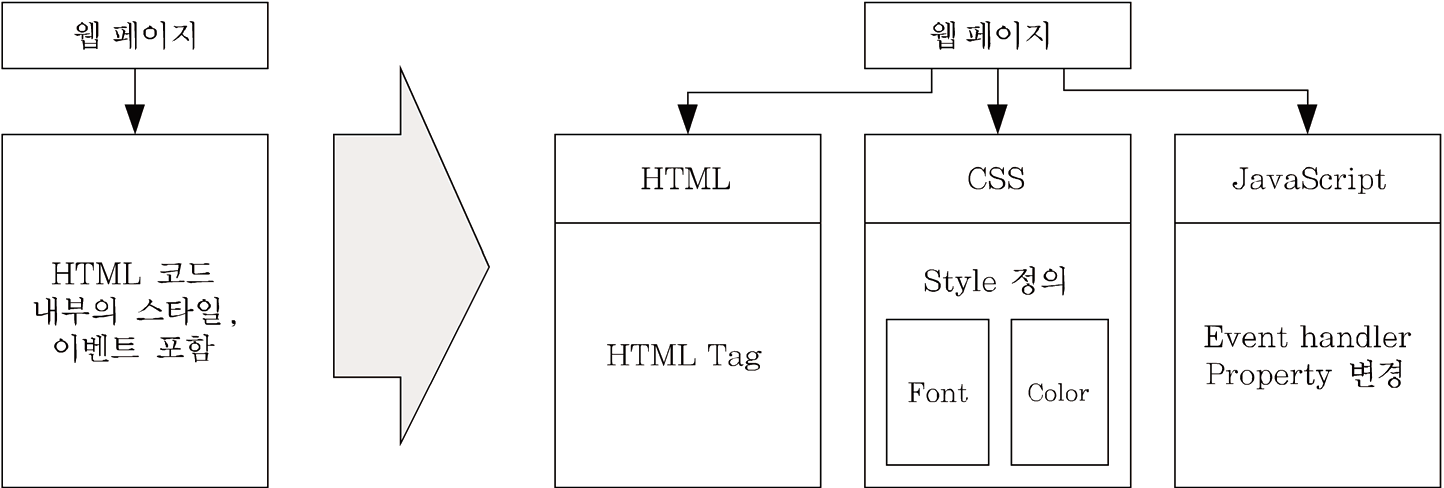 웹 페이지
HTML 코드
내부의 스타일,
이벤트 포함
웹 페이지
HTML
HTML Tag
CSS
Style 정의
Font
Color
JavaScript
Event handler
Property 변경